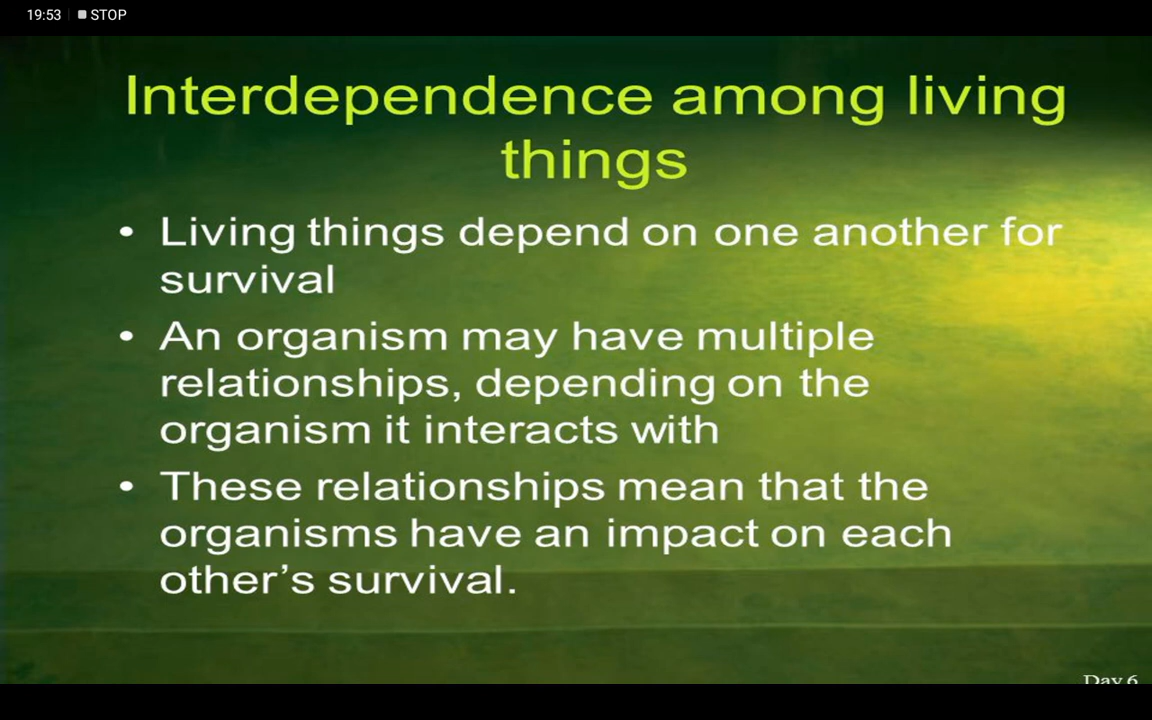 19:53 STOP
Interdependence among living
things
• Living things depend on one another for
survival
• An organism may have multiple
relationships, depending on the
organism it interacts with
• These relationships mean that the
organisms have an impact on each
other’s survival.
Day 6